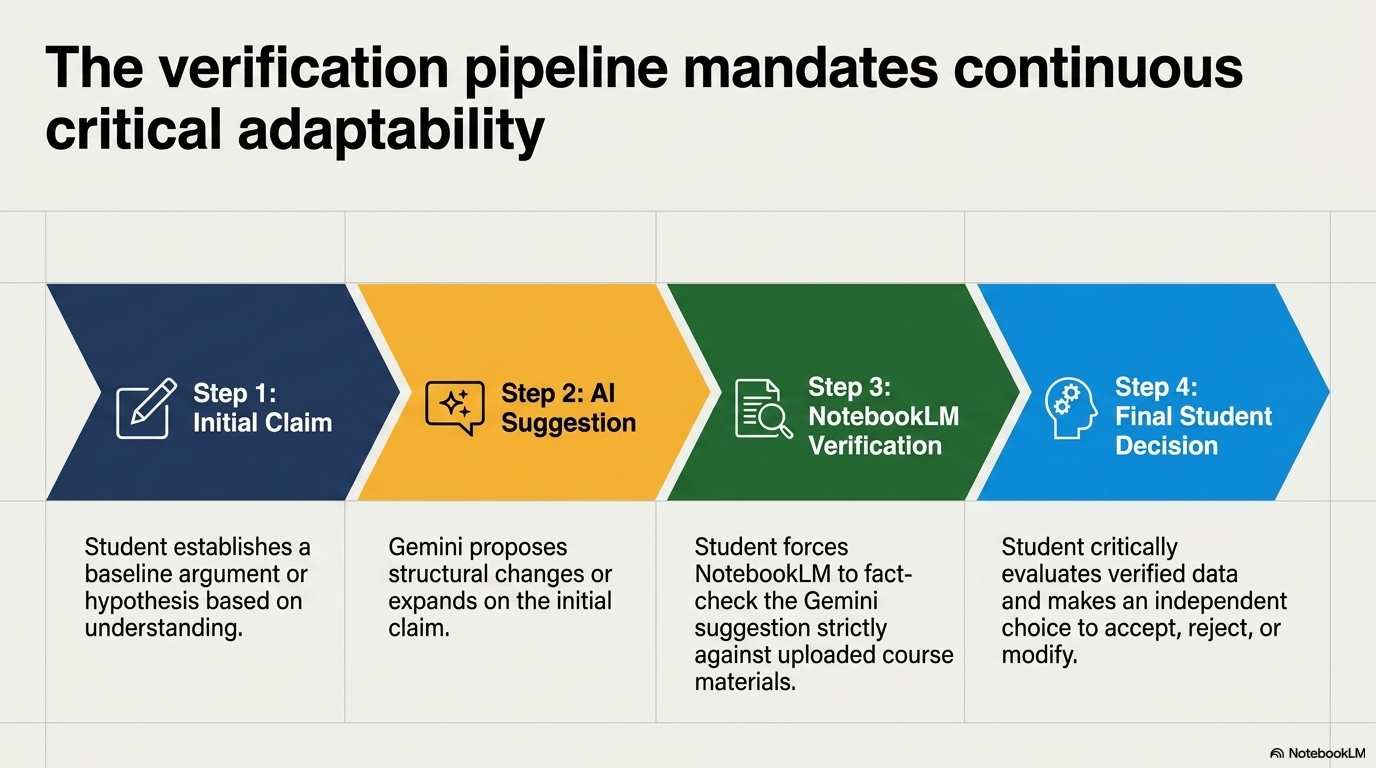 The verification pipeline mandates continuous
critical adaptability
Step 1:
Initial Claim
Step 2: AI
Suggestion
Step 3:
NotebookLM
Verification
Step 4:
Final Student
Decision
Student establishes a
baseline argument or
hypothesis based on
understanding.
Gemini proposes
structural changes or
expands on the initial
claim.
Student forces
NotebookLM to fact-
check the Gemini
suggestion strictly
against uploaded course
materials.
Student critically
evaluates verified data
and makes an independent
choice to accept, reject, or
modify.
NotebookLM